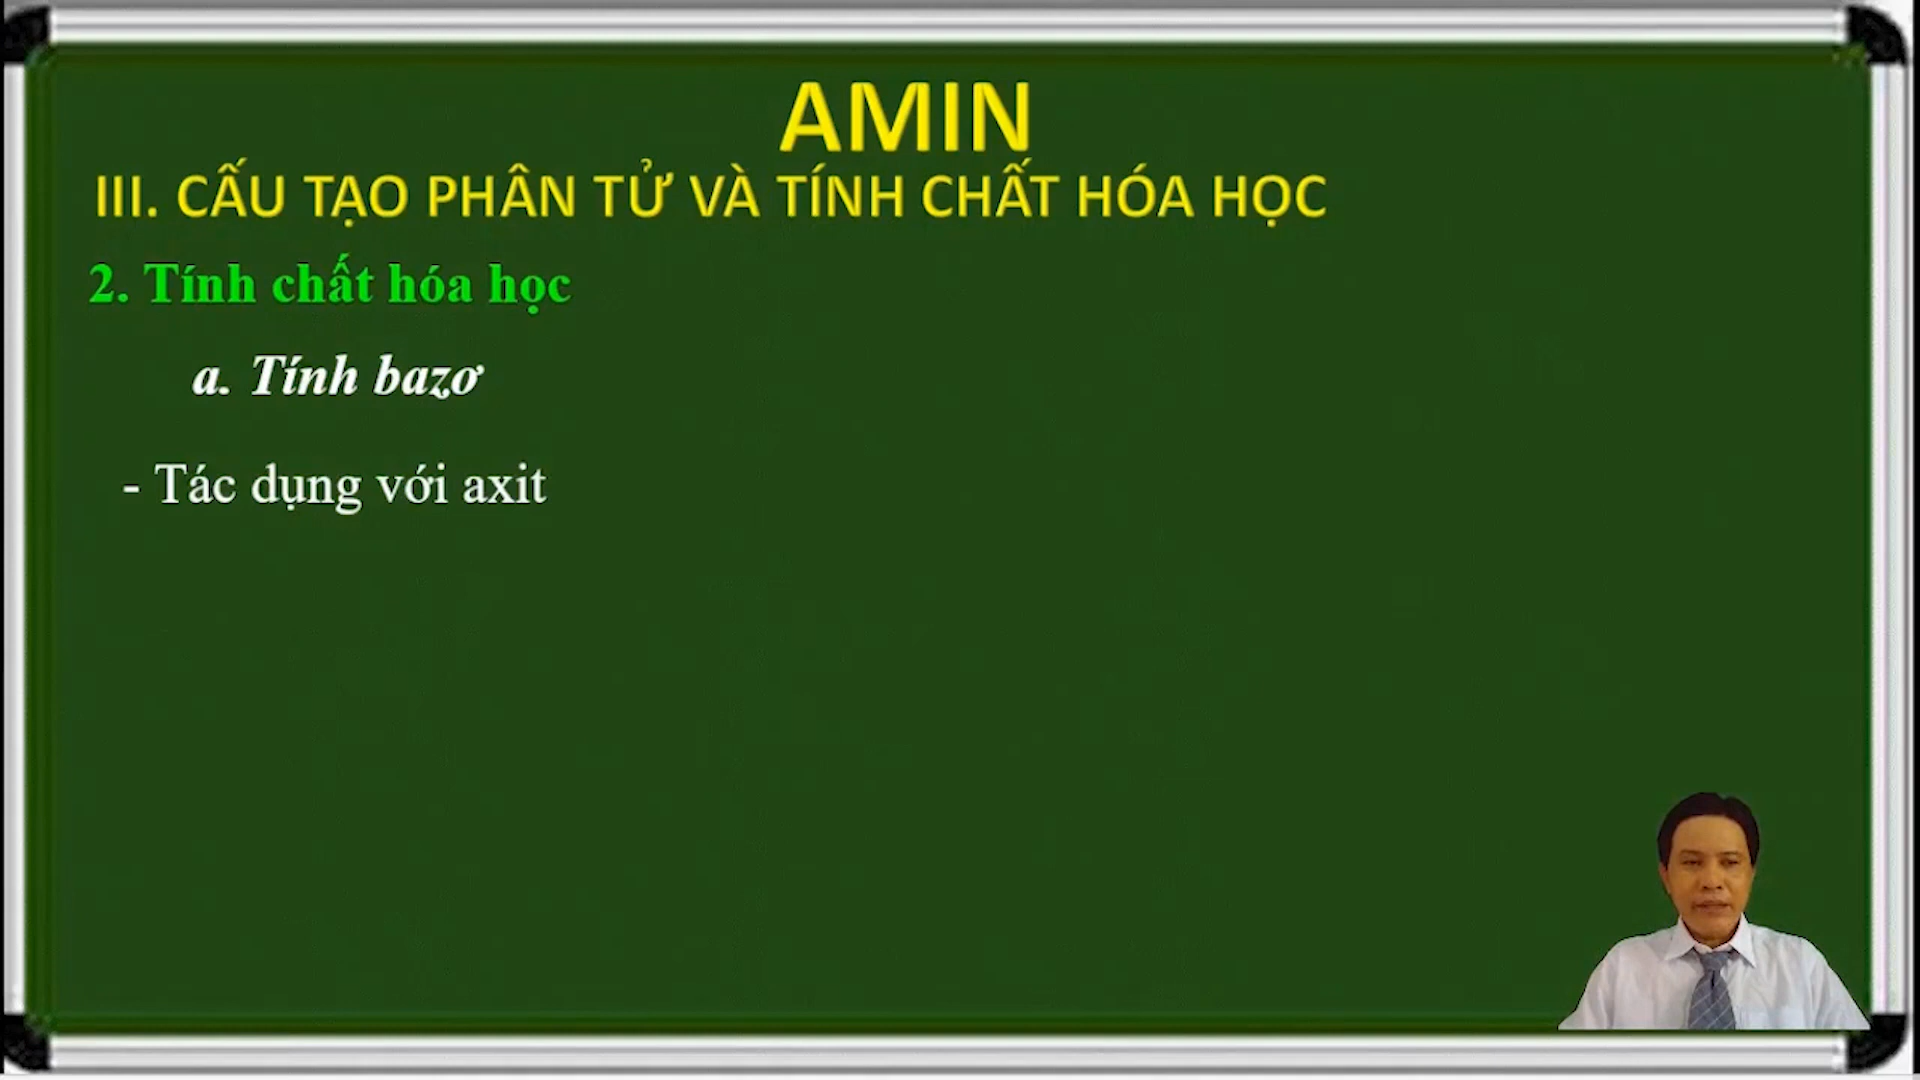 AMIN
III. CẤU TẠO PHÂN TỬ VÀ TÍNH CHẤT HÓA HỌC
2. Tính chất hóa học
a. Tính bazơ
- Tác dụng với axit